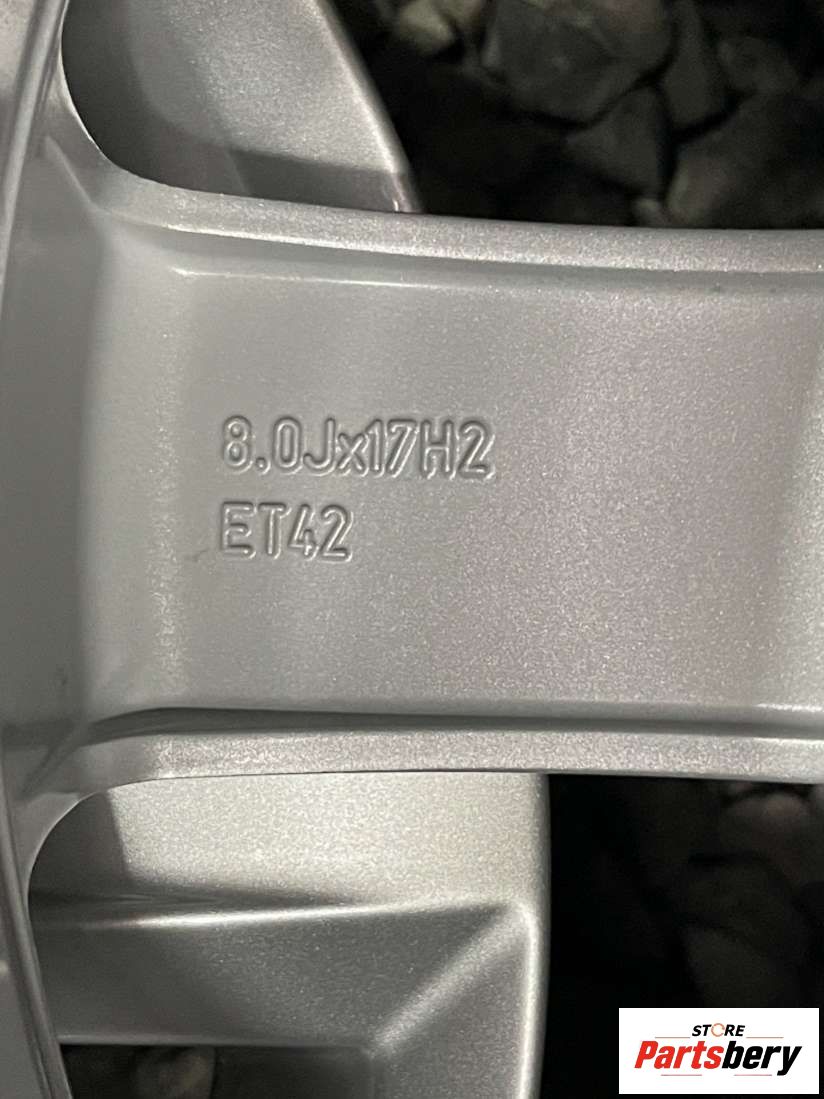 8.0Jx17H2
ET42
STORE
Partsbery